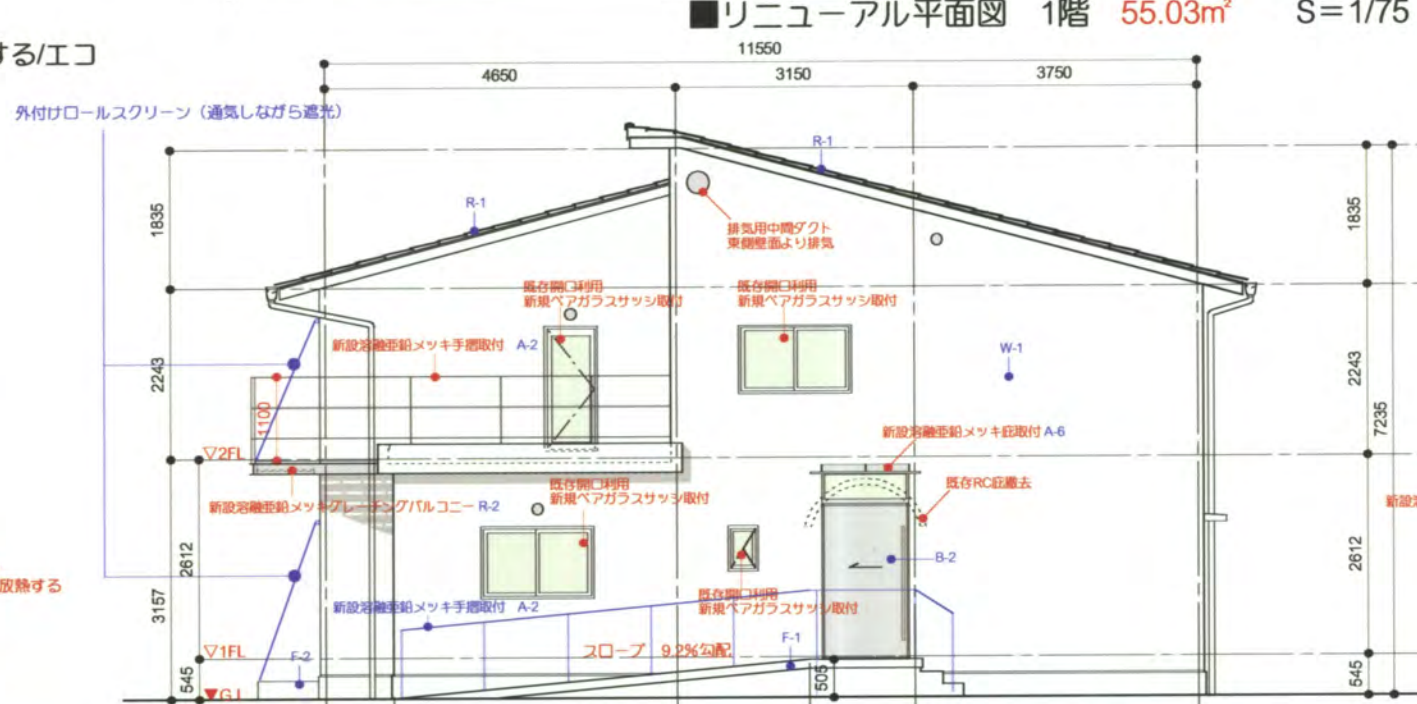 ■リニューアル平面図 1階 55.03㎡ S=1/75
する/エコ
11550
4650
3150
3750
外付けロールスクリーン（通気しながら遮光）
R-1
R-1
1835
1835
排気用中間ダクト
東側壁面より排気
既存開口利用
新規ペアガラスサッシ取付
既存開口利用
新規ペアガラスサッシ取付
新設溶融亜鉛メッキ手摺取付 A-2
W-1
2243
2243
1100
7235
新設溶融亜鉛メッキ庇取付 A-6
▽2FL
既存開口利用
新規ペアガラスサッシ取付
既存RC庇撤去
新設溶融亜鉛メッキグレーチングバルコニー R-2
新設
2612
2612
B-2
放熱する
3157
新設溶融亜鉛メッキ手摺取付 A-2
既存開口利用
新規ペアガラスサッシ取付
F-1
スロープ 9.2%勾配
▽1FL
F-2
545
505
545
▼G.L